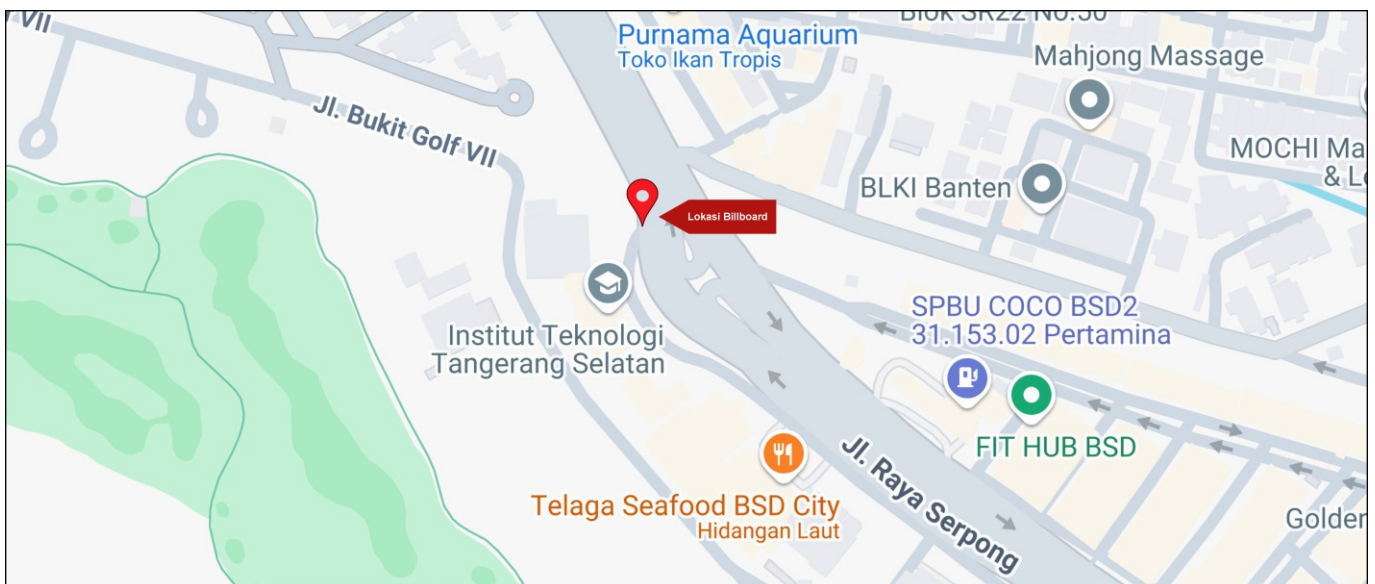 VII
Blok SR22 No.50
Purnama Aquarium
Toko Ikan Tropis
Mahjong Massage
Jl. Bukit Golf VII
MOCHI Ma
& L
BLKI Banten
Lokasi Billboard
SPBU COCO BSD2
31.153.02 Pertamina
Institut Teknologi
Tangerang Selatan
FIT HUB BSD
Jl. Raya Serpong
Telaga Seafood BSD City
Hidangan Laut
Golden